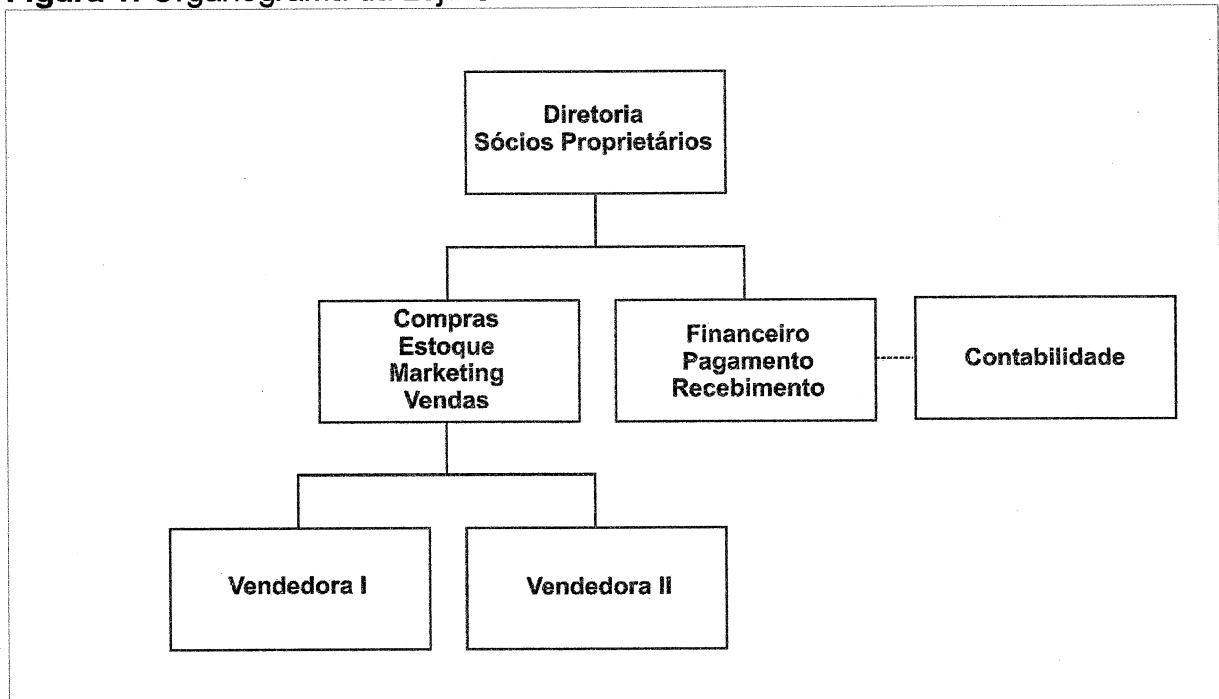 Diretoria
Sócios Proprietários
Compras
Estoque
Marketing
Vendas
Financeiro
Pagamento
Recebimento
Contabilidade
Vendedora I
Vendedora II